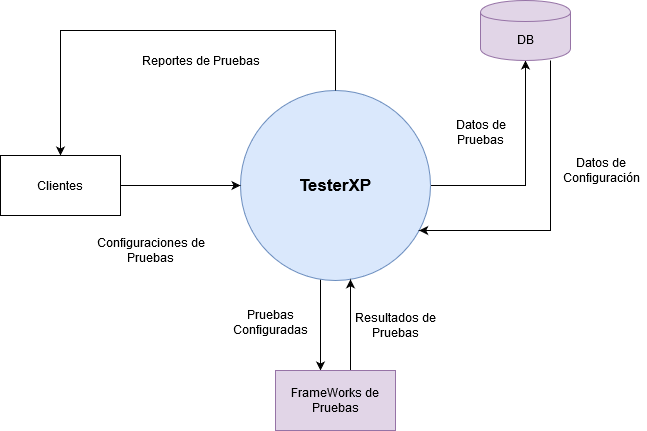 DB
Reportes de Pruebas
Datos de
Pruebas
Datos de
Configuración
Clientes
TesterXP
Configuraciones de
Pruebas
Pruebas
Configuradas
Resultados de
Pruebas
FrameWorks de
Pruebas